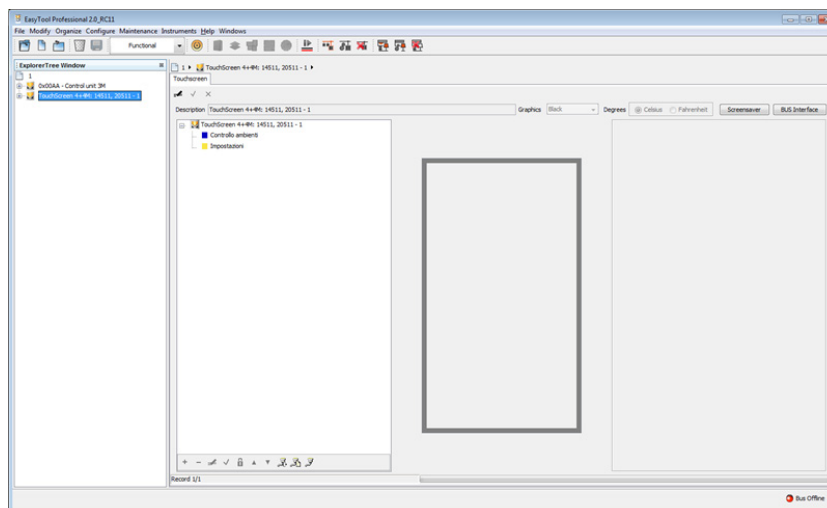 EasyTool Professional 2.0_RC11
File Modify Organize Configure Maintenance Instruments Help Windows
Functional
ExplorerTree Window
1
0x00AA - Control unit 3M
TouchScreen 4+4M: 14511, 20511 - 1
1 TouchScreen 4+4M: 14511, 20511 - 1
Touchscreen
Description TouchScreen 4+4M: 14511, 20511 - 1 Graphics Block Degrees Celsius Fahrenheit Screensaver BUS Interface
TouchScreen 4+4M: 14511, 20511 - 1
Controllo ambienti
Impostazioni
Record 1/1
Bus Offline